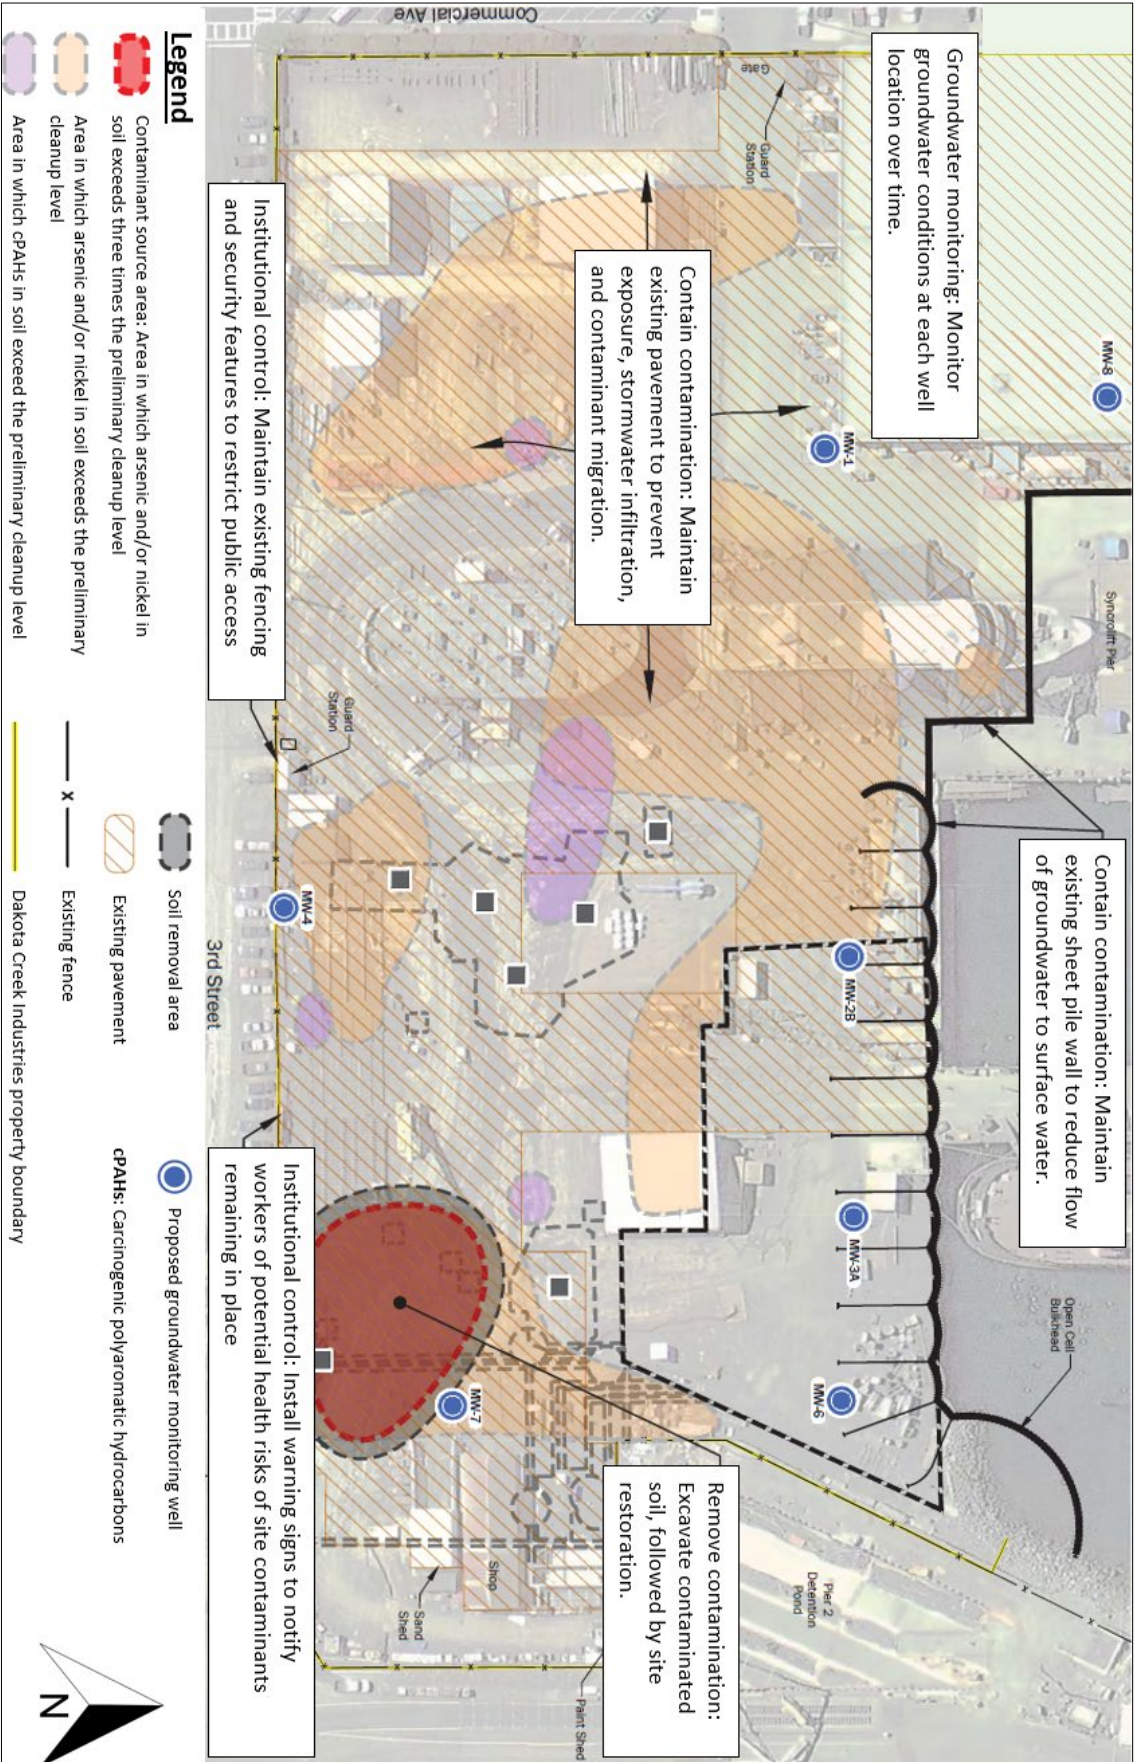 Commercial Ave
Gate
Guard
Station
Groundwater monitoring: Monitor
groundwater conditions at each well
location over time.
MW-8
MW-1
Syncrolift Pier
Contain contamination: Maintain
existing pavement to prevent
exposure, stormwater infiltration,
and contaminant migration.
Contain contamination: Maintain
existing sheet pile wall to reduce flow
of groundwater to surface water.
Institutional control: Maintain existing fencing
and security features to restrict public access
Guard
Station
MW-4
3rd Street
MW-2B
MW-3A
MW-6
MW-7
Open Cell
Bulkhead
Institutional control: Install warning signs to notify
workers of potential health risks of site contaminants
remaining in place
Remove contamination:
Excavate contaminated
soil, followed by site
restoration.
Shop
Sand
Shed
Pier 2
Detention
Pond
Paint Shed
Legend
Contaminant source area: Area in which arsenic and/or nickel in
soil exceeds three times the preliminary cleanup level
Area in which arsenic and/or nickel in soil exceeds the preliminary
cleanup level
Area in which cPAHs in soil exceed the preliminary cleanup level
Soil removal area
Existing pavement
x Existing fence
Dakota Creek Industries property boundary
Proposed groundwater monitoring well
cPAHs: Carcinogenic polyaromatic hydrocarbons
N